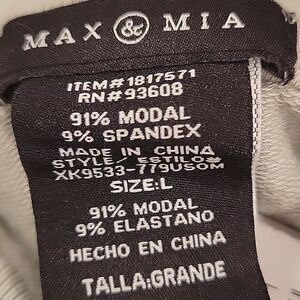 MAX & MIA
ITEM# 1817571
RN# 93608
91% MODAL
9% SPANDEX
MADE IN CHINA
STYLE/ ESTILO#
XK9533-779USOM
SIZE:L
91% MODAL
9% ELASTANO
HECHO EN CHINA
TALLA:GRANDE